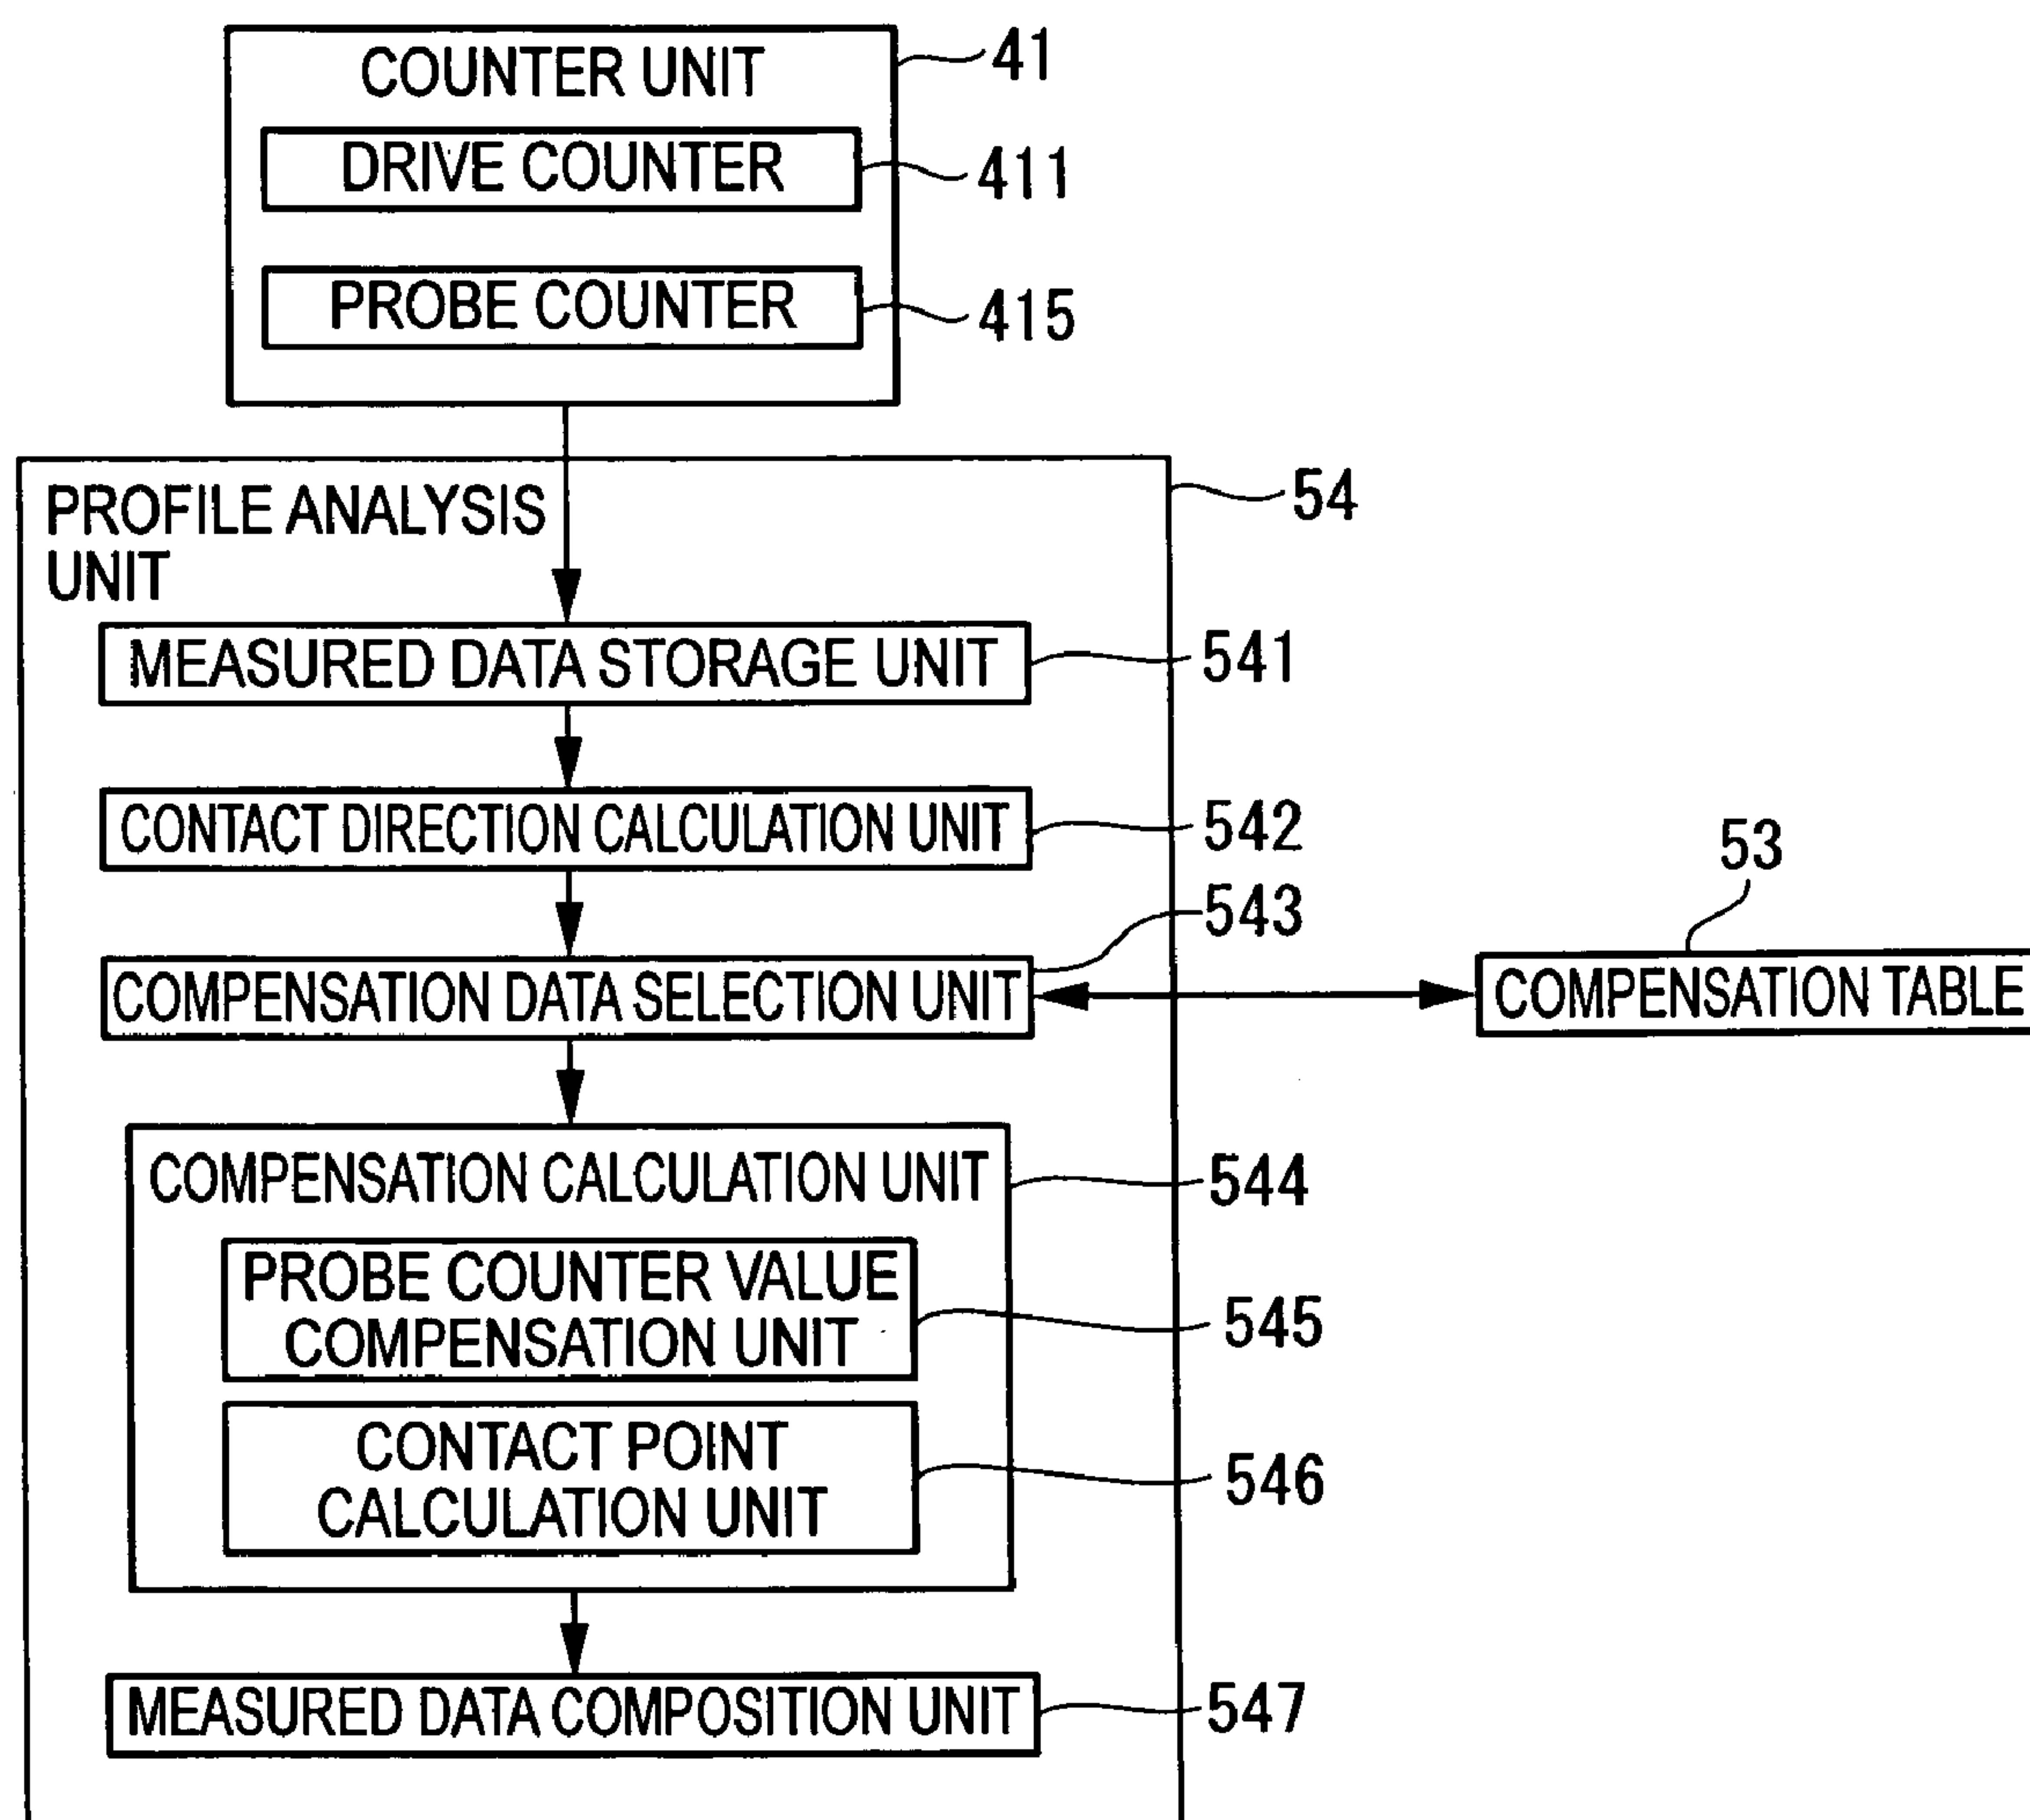 COUNTER UNIT
41
DRIVE COUNTER
411
PROBE COUNTER
415
PROFILE ANALYSIS
UNIT
54
MEASURED DATA STORAGE UNIT
541
CONTACT DIRECTION CALCULATION UNIT
542
53
543
COMPENSATION DATA SELECTION UNIT
COMPENSATION TABLE
COMPENSATION CALCULATION UNIT
544
PROBE COUNTER VALUE
COMPENSATION UNIT
545
CONTACT POINT
CALCULATION UNIT
546
MEASURED DATA COMPOSITION UNIT
547